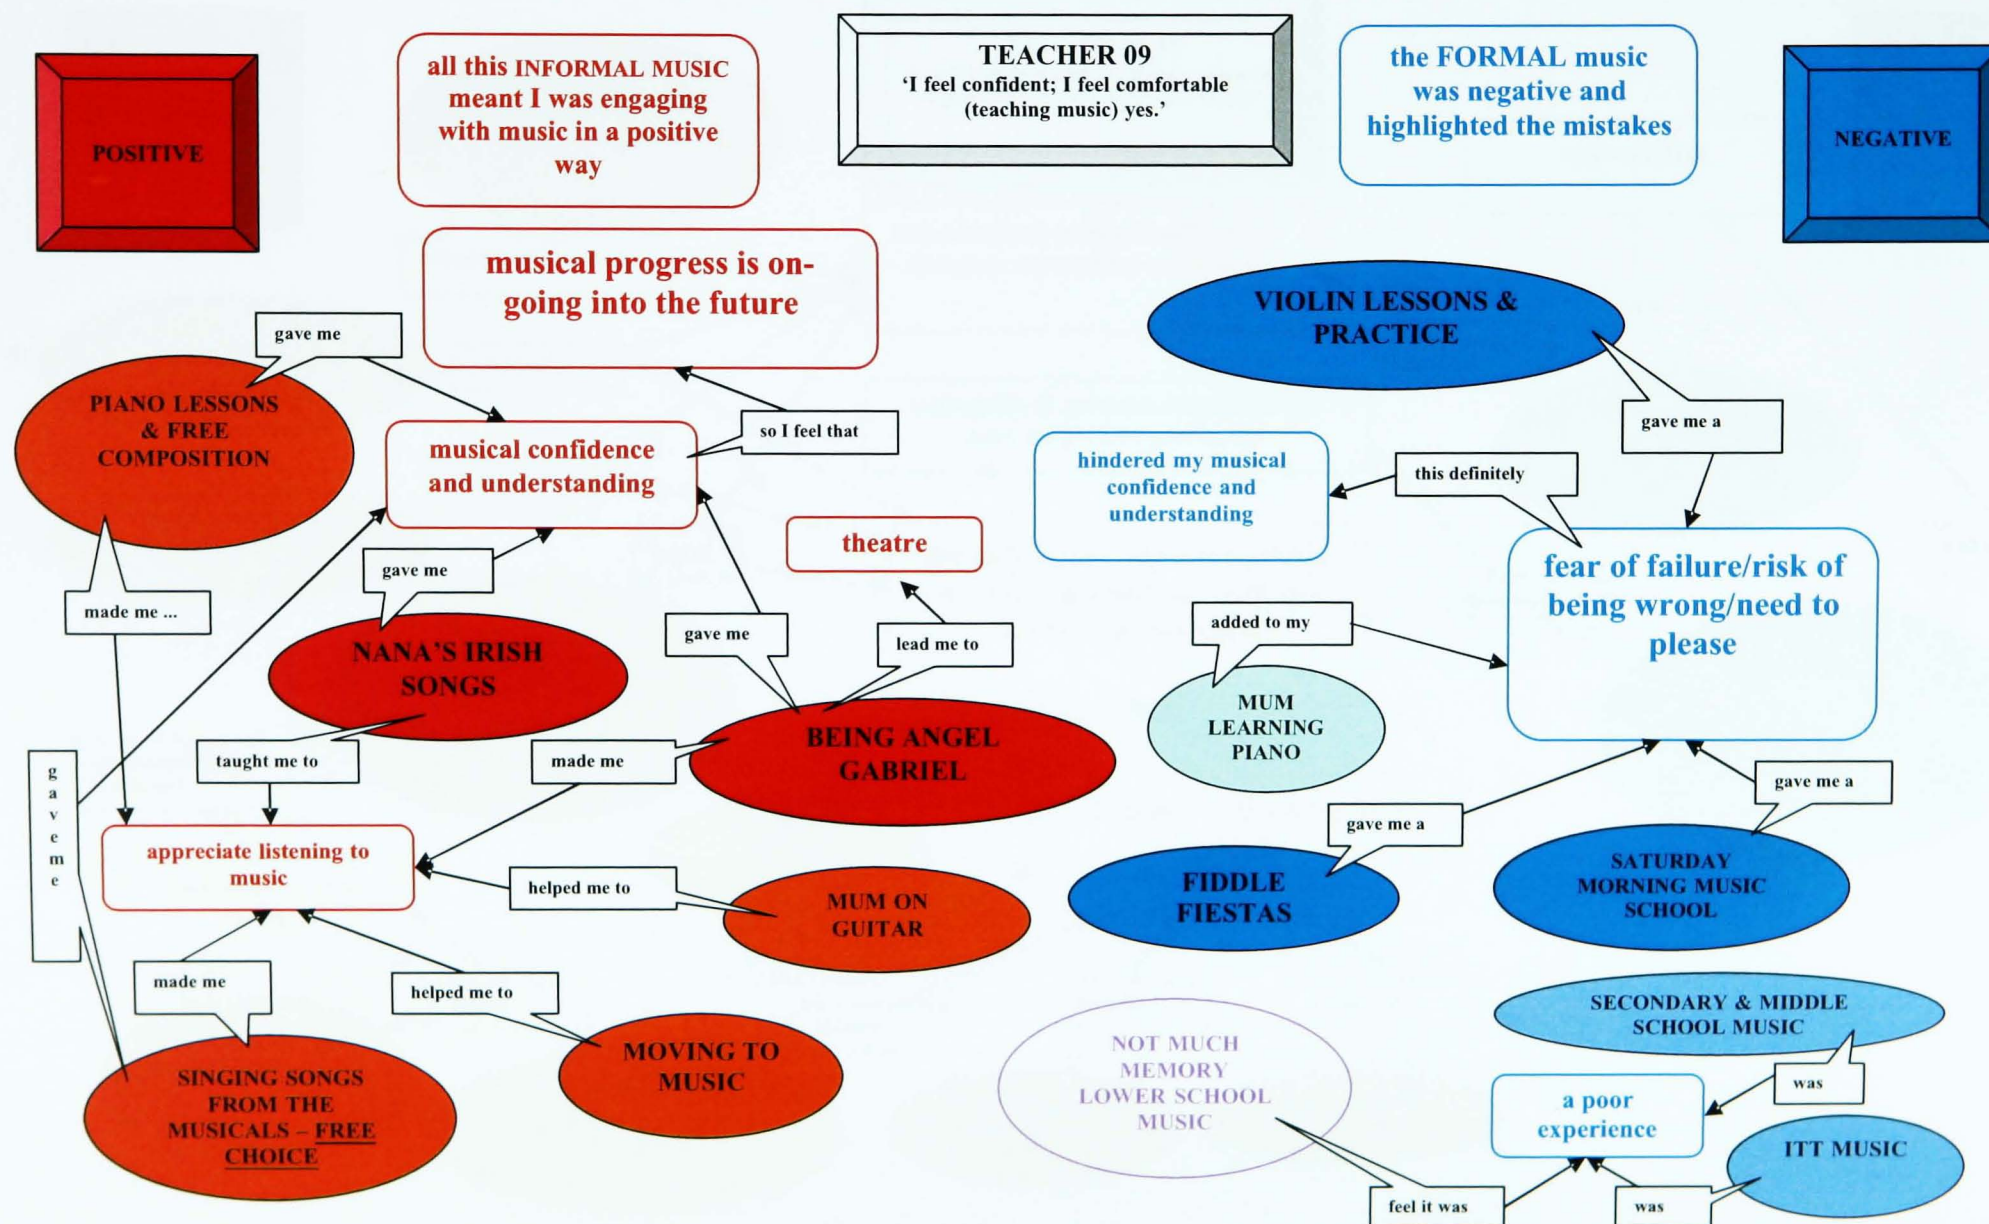 POSITIVE
all this INFORMAL MUSIC
meant I was engaging
with music in a positive
way
TEACHER 09
‘I feel confident; I feel comfortable
(teaching music) yes.’
the FORMAL music
was negative and
highlighted the mistakes
NEGATIVE
musical progress is on-
going into the future
gave me
PIANO LESSONS
& FREE
COMPOSITION
musical confidence
and understanding
so I feel that
VIOLIN LESSONS &
PRACTICE
gave me a
hindered my musical
confidence and
understanding
this definitely
theatre
gave me
fear of failure/risk of
being wrong/need to
please
made me ...
NANA’S IRISH
SONGS
gave me
lead me to
added to my
MUM
LEARNING
PIANO
taught me to
made me
BEING ANGEL
GABRIEL
g
a
v
e
m
e
gave me a
gave me a
appreciate listening to
music
helped me to
MUM ON
GUITAR
FIDDLE
FIESTAS
SATURDAY
MORNING MUSIC
SCHOOL
made me
helped me to
SINGING SONGS
FROM THE
MUSICALS – FREE
CHOICE
MOVING TO
MUSIC
NOT MUCH
MEMORY
LOWER SCHOOL
MUSIC
SECONDARY & MIDDLE
SCHOOL MUSIC
was
a poor
experience
ITT MUSIC
feel it was
was